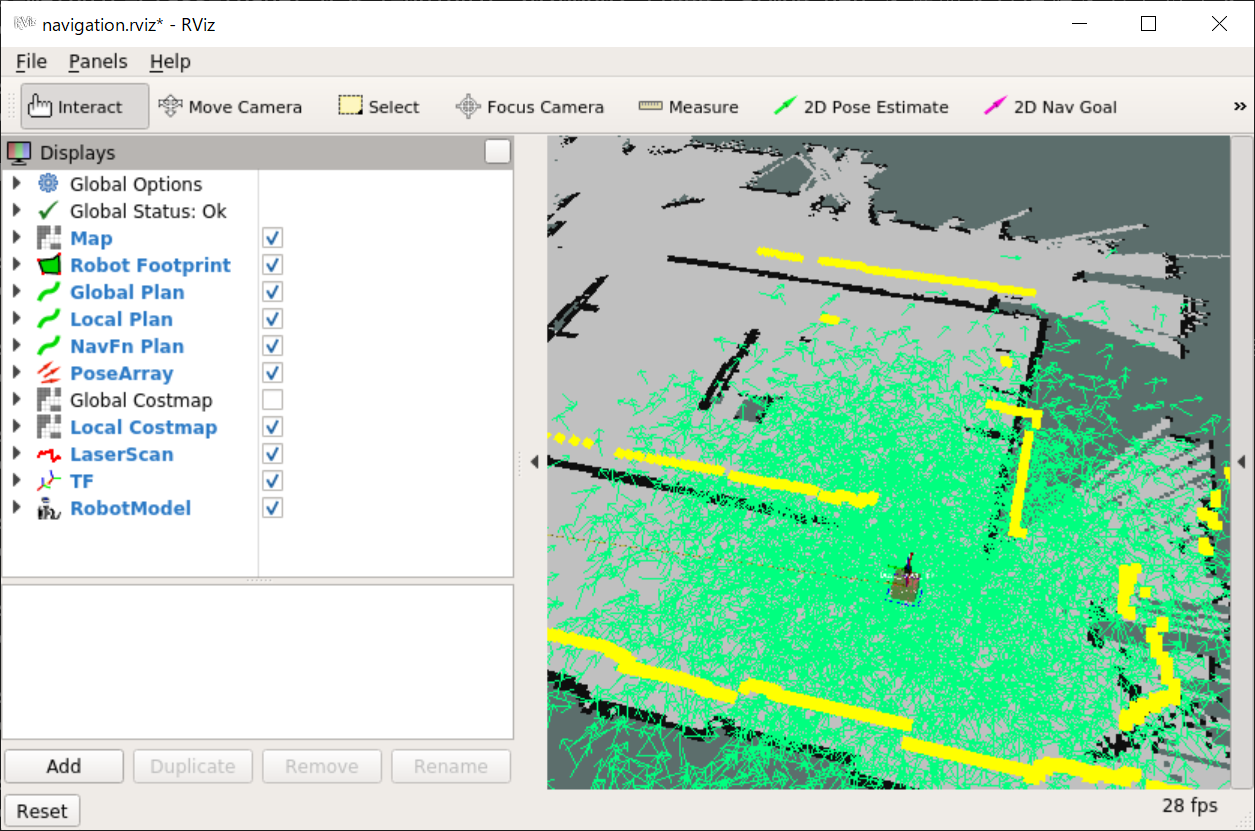 navigation.rviz* - RViz
File Panels Help
Interact Move Camera Select Focus Camera Measure 2D Pose Estimate 2D Nav Goal »
Displays
Global Options
Global Status: Ok
Map
Robot Footprint
Global Plan
Local Plan
NavFn Plan
PoseArray
Global Costmap
Local Costmap
LaserScan
TF
RobotModel
Add Duplicate Remove Rename
Reset
28 fps